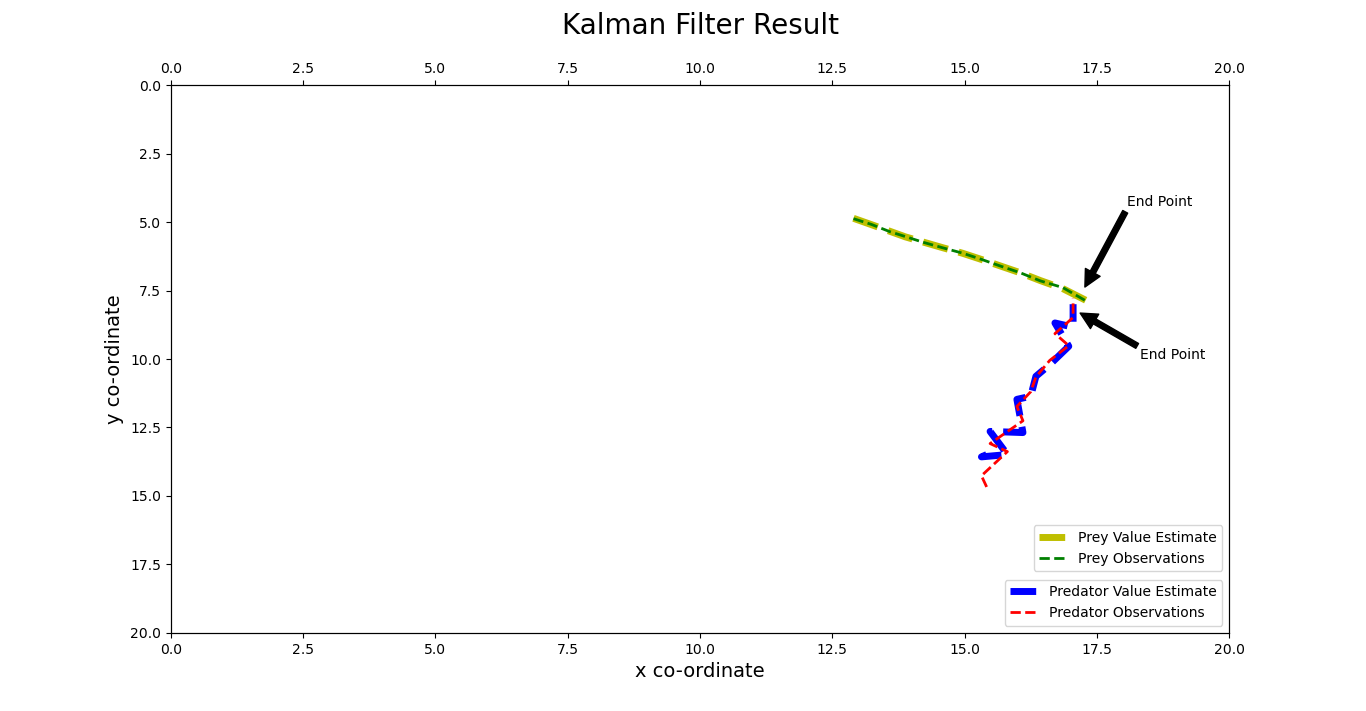 Kalman Filter Result
0.0 2.5 5.0 7.5 10.0 12.5 15.0 17.5 20.0
0.0
2.5
5.0
7.5
10.0
12.5
15.0
17.5
20.0
y co-ordinate
End Point
End Point
Prey Value Estimate
Prey Observations
Predator Value Estimate
Predator Observations
0.0 2.5 5.0 7.5 10.0 12.5 15.0 17.5 20.0
x co-ordinate